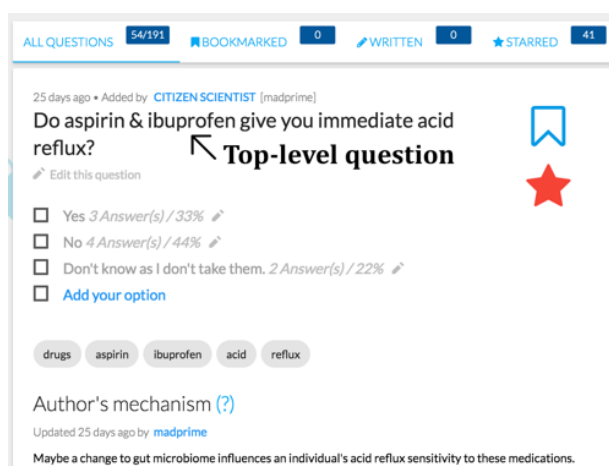 ALL QUESTIONS 54/191 BOOKMARKED 0 WRITTEN 0 STARRED 41
25 days ago • Added by CITIZEN SCIENTIST [madprime]
Do aspirin & ibuprofen give you immediate acid
reflux?
Top-level question
Edit this question
Yes 3 Answer(s) / 33%
No 4 Answer(s) / 44%
Don't know as I don't take them. 2 Answer(s) / 22%
Add your option
drugs aspirin ibuprofen acid reflux
Author's mechanism (?)
Updated 25 days ago by madprime
Maybe a change to gut microbiome influences an individual's acid reflux sensitivity to these medications.